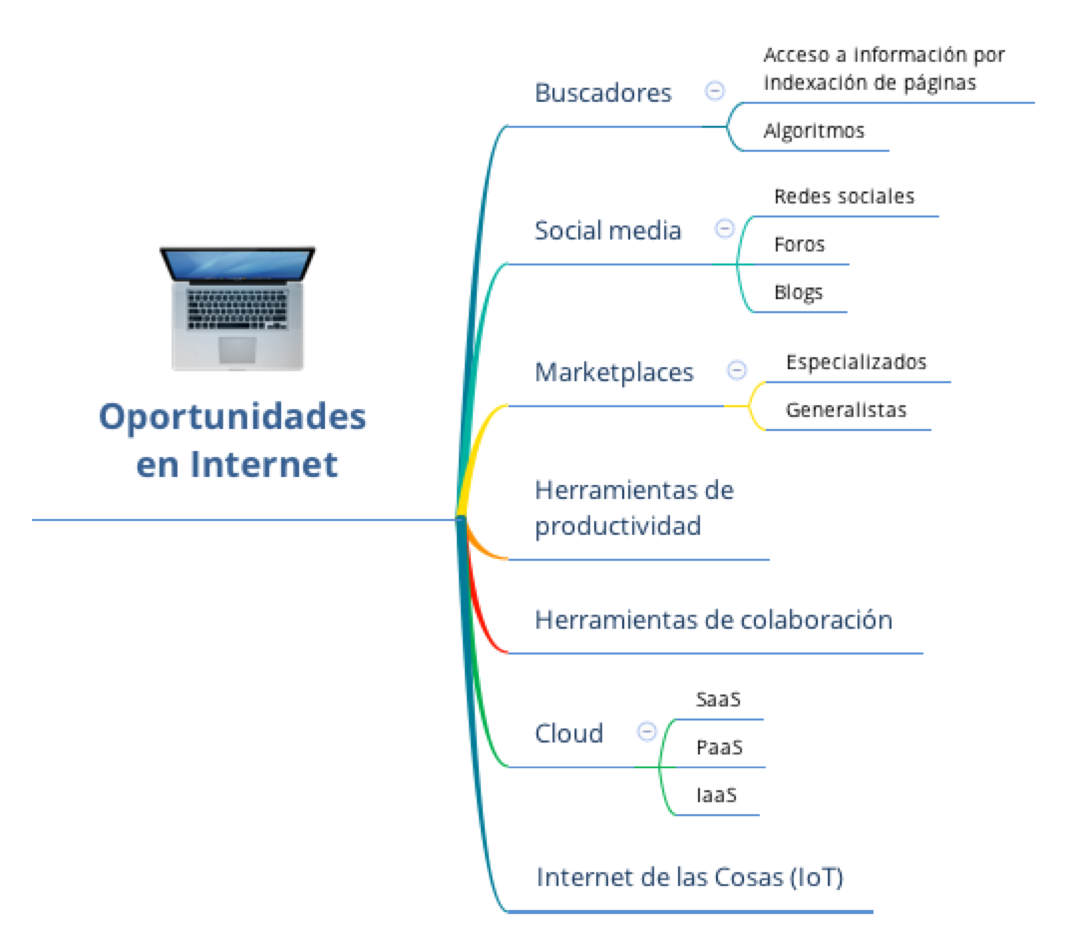 Oportunidades
en Internet
Buscadores
Acceso a información por
indexación de páginas
Algoritmos
Social media
Redes sociales
Foros
Blogs
Marketplaces
Especializados
Generalistas
Herramientas de
productividad
Herramientas de colaboración
Cloud
SaaS
PaaS
IaaS
Internet de las Cosas (IoT)